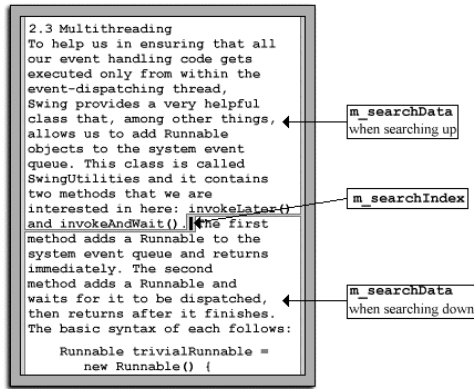 2.3 Multithreading
To help us in ensuring that all
our event handling code gets
executed only from within the
event-dispatching thread,
Swing provides a very helpful
class that, among other things,
allows us to add Runnable
objects to the system event
queue. This class is called
SwingUtilities and it contains
two methods that we are
interested in here: invokeLater()
and invokeAndWait(). The first
method adds a Runnable to the
system event queue and returns
immediately. The second
method adds a Runnable and
waits for it to be dispatched,
then returns after it finishes.
The basic syntax of each follows:
Runnable trivialRunnable =
new Runnable() {
m_searchData
when searching up
m_searchIndex
m_searchData
when searching down